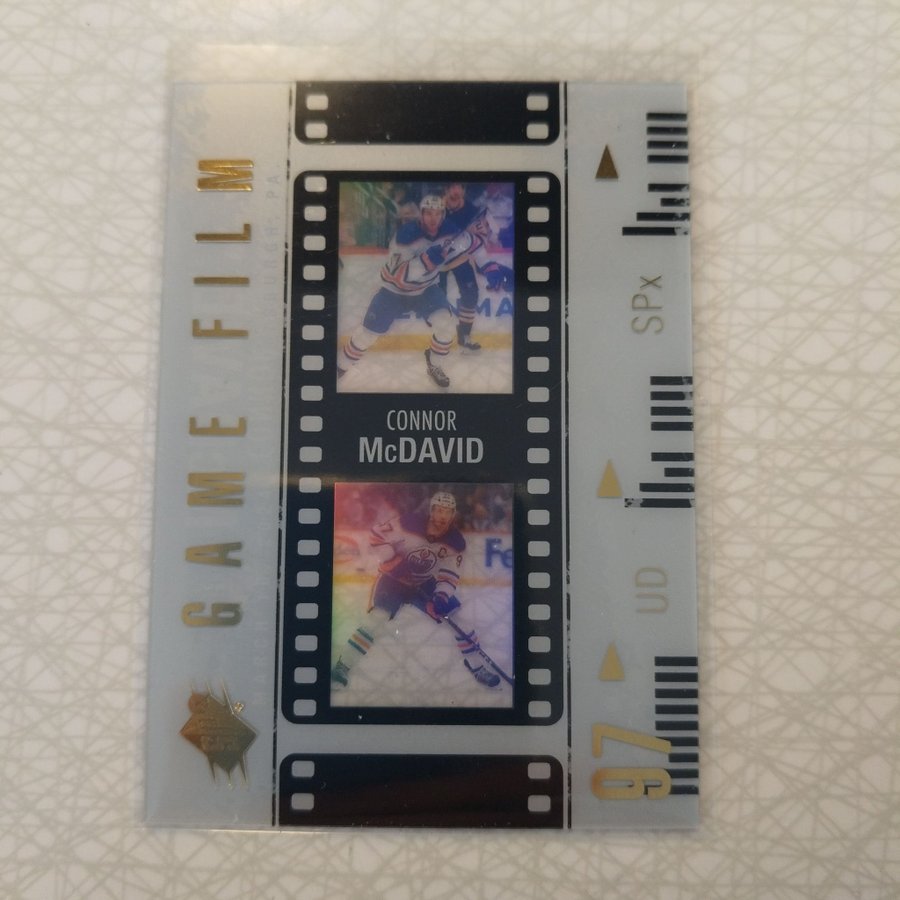 GAME FILM
CONNOR
McDAVID
SPx
UD
97